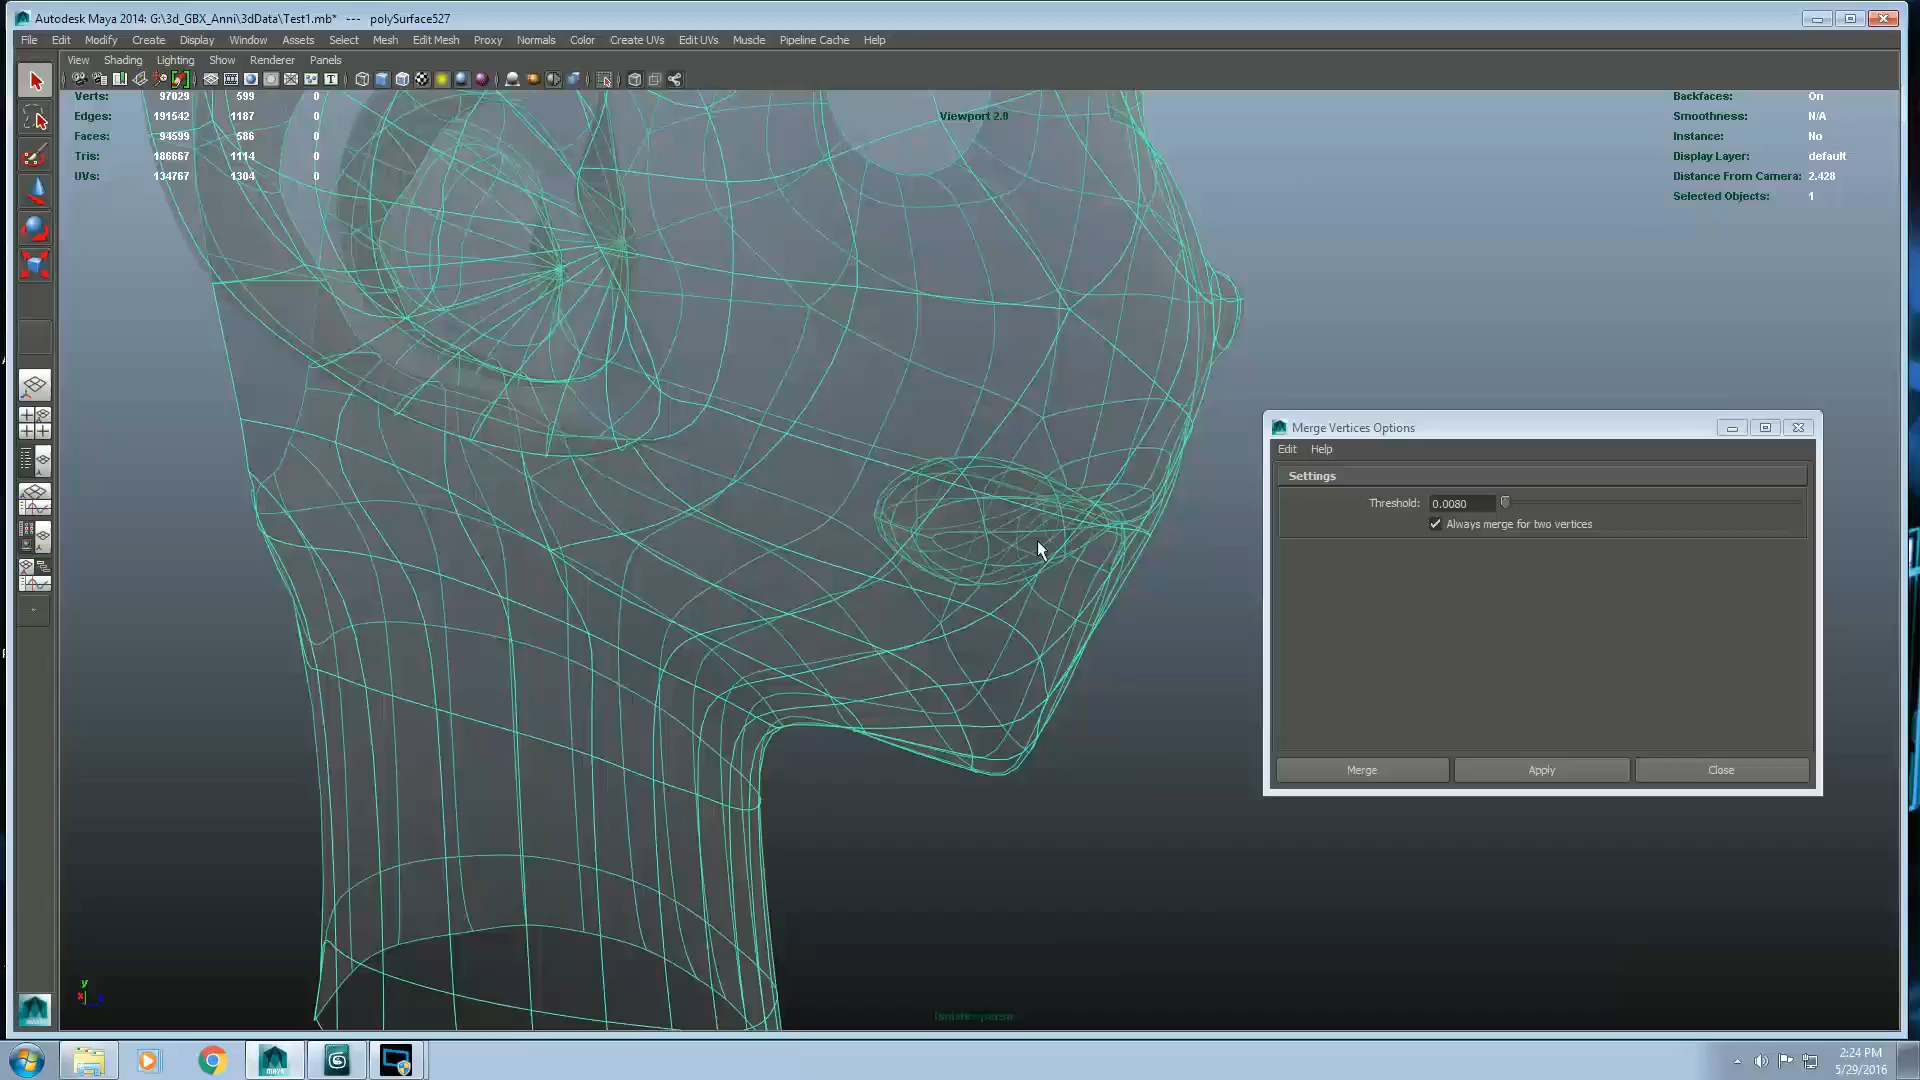 Autodesk Maya 2014: G:\3d_GBX_Anni\3dData\Test1.mb* --- polySurface527
File Edit Modify Create Display Window Assets Select Mesh Edit Mesh Proxy Normals Color Create UVs Edit UVs Muscle Pipeline Cache Help
View Shading Lighting Show Renderer Panels
Verts: 97029 599 0
Edges: 191542 1187 0
Faces: 94599 586 0
Tris: 186667 1114 0
UVs: 134767 1304 0
Viewport 2.0
Backfaces: On
Smoothness: N/A
Instance: No
Display Layer: default
Distance From Camera: 2.428
Selected Objects: 1
Merge Vertices Options
Edit Help
Settings
Threshold: 0.0080
Always merge for two vertices
Merge Apply Close
y
x z
2:24 PM
5/29/2016